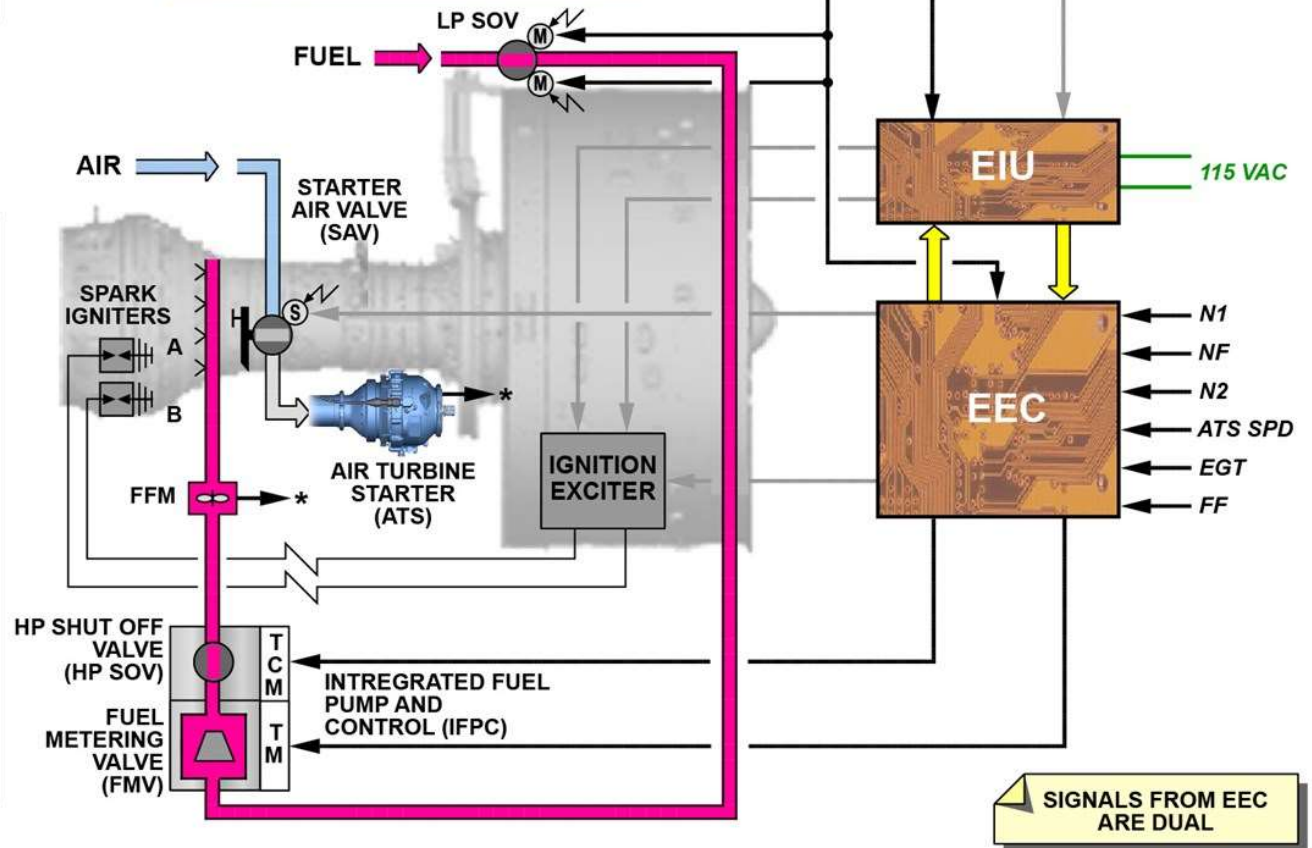 LP SOV
M
FUEL
M
EIU
115 VAC
AIR
STARTER
AIR VALVE
(SAV)
SPARK
IGNITERS
A
B
S
N1
NF
N2
ATS SPD
EGT
FF
EEC
*
AIR TURBINE
STARTER
(ATS)
IGNITION
EXCITER
FFM
*
HP SHUT OFF
VALVE
(HP SOV)
T
C
M
INTREGRATED FUEL
PUMP AND
CONTROL (IFPC)
FUEL
METERING
VALVE
(FMV)
T
M
SIGNALS FROM EEC
ARE DUAL